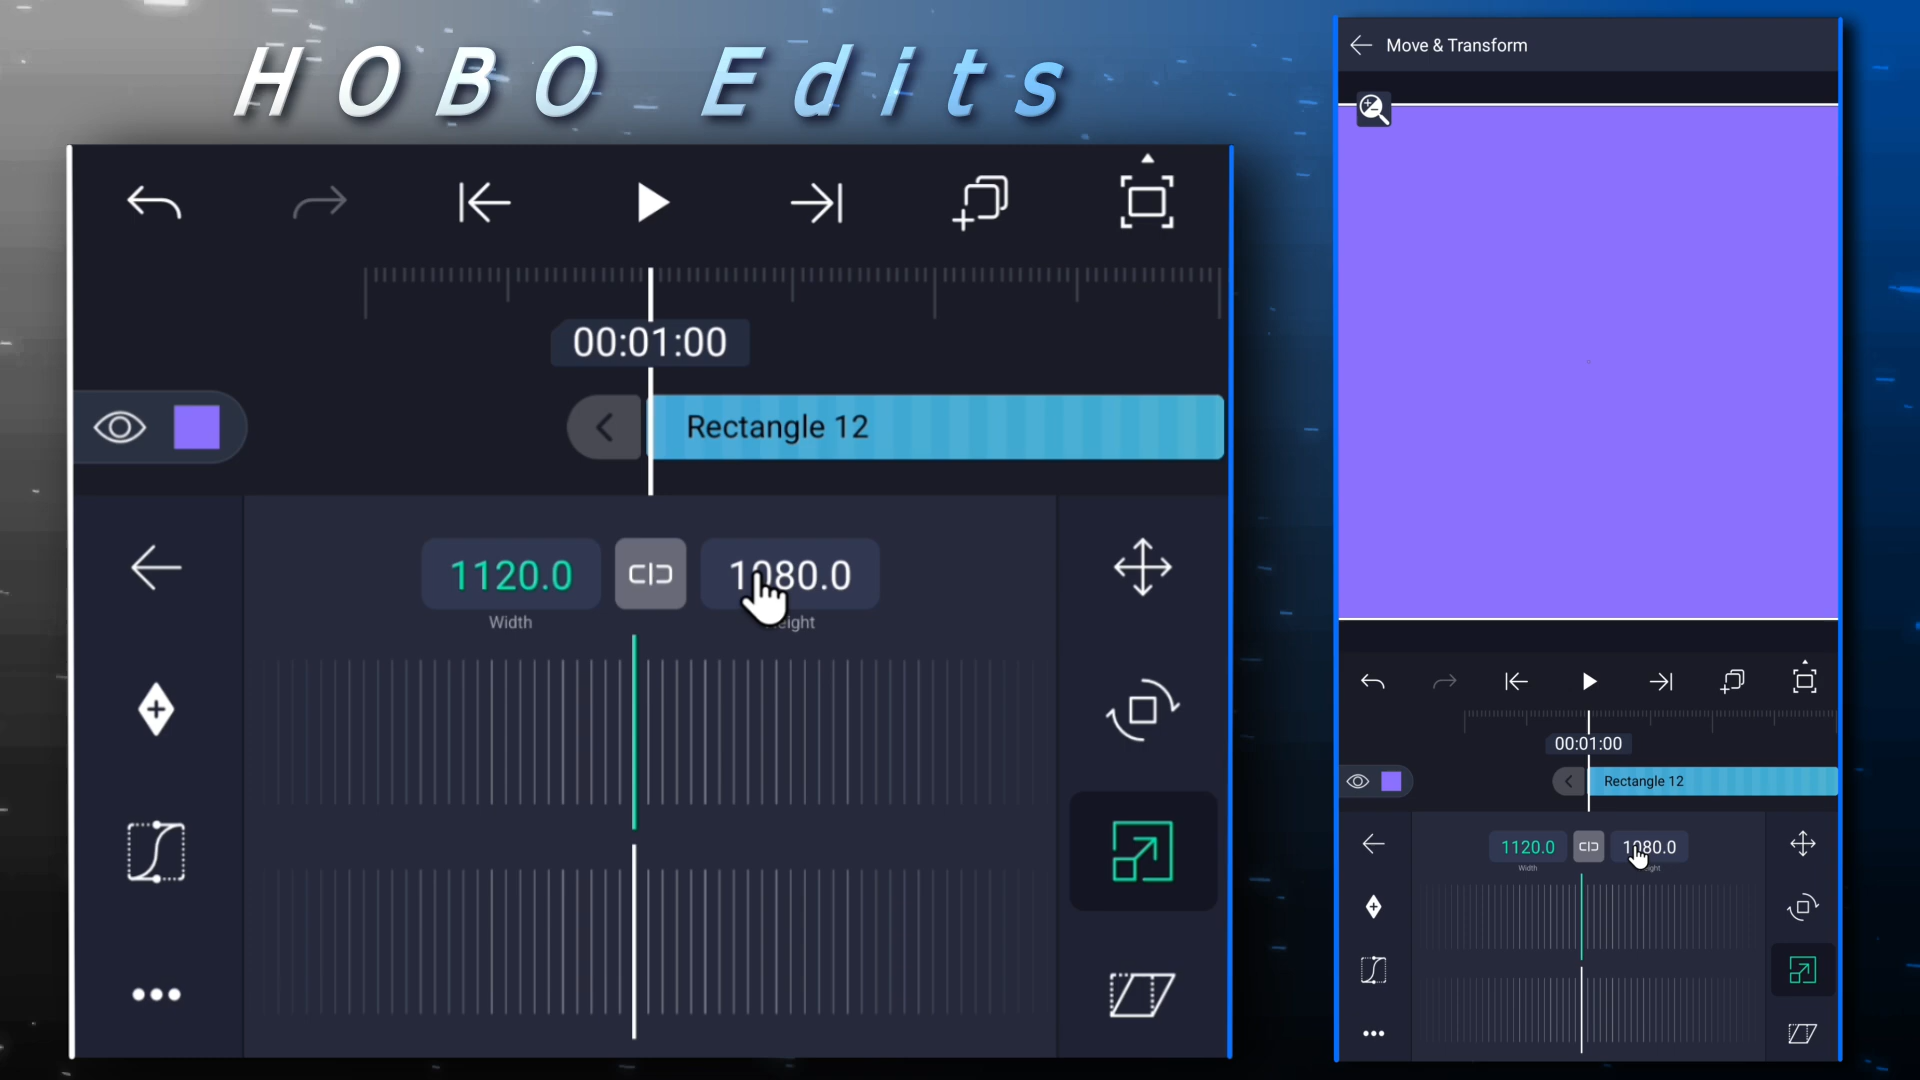 HOBO Edits
00:01:00
Rectangle 12
1120.0
1080.0
Width
Move & Transform
00:01:00
Rectangle 12
1120.0
1080.0
Width